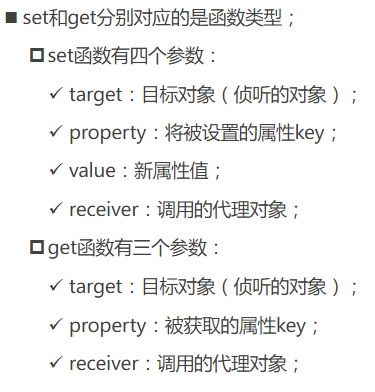 set和get分别对应的是函数类型；
set函数有四个参数：
target：目标对象（侦听的对象）；
property：将被设置的属性key；
value：新属性值；
receiver：调用的代理对象；
get函数有三个参数：
target：目标对象（侦听的对象）；
property：被获取的属性key；
receiver：调用的代理对象；